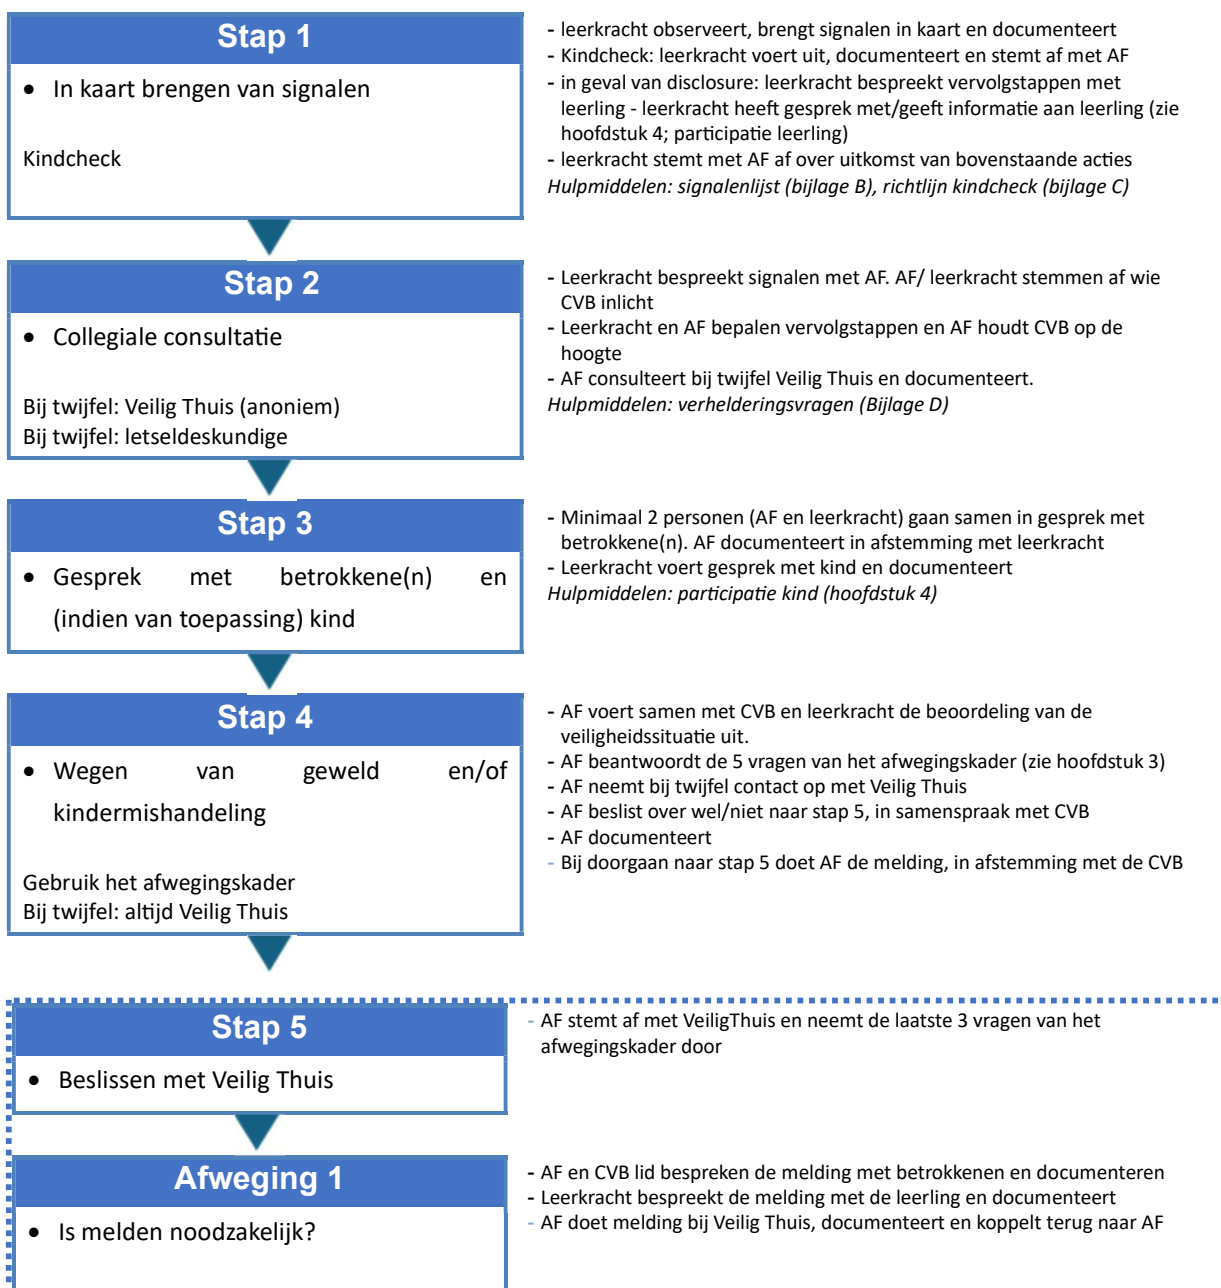 Stap 1
• In kaart brengen van signalen
Kindcheck
- leerkracht observeert, brengt signalen in kaart en documenteert
- Kindcheck: leerkracht voert uit, documenteert en stemt af met AF
- in geval van disclosure: leerkracht bespreekt vervolgstappen met
leerling - leerkracht heeft gesprek met/geeft informatie aan leerling (zie
hoofdstuk 4; participatie leerling)
- leerkracht stemt met AF af over uitkomst van bovenstaande acties
Hulpmiddelen: signalenlijst (bijlage B), richtlijn kindcheck (bijlage C)
Stap 2
• Collegiale consultatie
Bij twijfel: Veilig Thuis (anoniem)
Bij twijfel: letseldeskundige
- Leerkracht bespreekt signalen met AF. AF/ leerkracht stemmen af wie
CVB inlicht
- Leerkracht en AF bepalen vervolgstappen en AF houdt CVB op de
hoogte
- AF consulteert bij twijfel Veilig Thuis en documenteert.
Hulpmiddelen: verhelderingsvragen (Bijlage D)
Stap 3
• Gesprek met betrokkene(n) en
(indien van toepassing) kind
- Minimaal 2 personen (AF en leerkracht) gaan samen in gesprek met
betrokkene(n). AF documenteert in afstemming met leerkracht
- Leerkracht voert gesprek met kind en documenteert
Hulpmiddelen: participatie kind (hoofdstuk 4)
Stap 4
• Wegen van geweld en/of
kindermishandeling
Gebruik het afwegingskader
Bij twijfel: altijd Veilig Thuis
- AF voert samen met CVB en leerkracht de beoordeling van de
veiligheidssituatie uit.
- AF beantwoordt de 5 vragen van het afwegingskader (zie hoofdstuk 3)
- AF neemt bij twijfel contact op met Veilig Thuis
- AF beslist over wel/niet naar stap 5, in samenspraak met CVB
- AF documenteert
- Bij doorgaan naar stap 5 doet AF de melding, in afstemming met de CVB
Stap 5
• Beslissen met Veilig Thuis
- AF stemt af met VeiligThuis en neemt de laatste 3 vragen van het
afwegingskader door
Afweging 1
• Is melden noodzakelijk?
- AF en CVB lid bespreken de melding met betrokkenen en documenteren
- Leerkracht bespreekt de melding met de leerling en documenteert
- AF doet melding bij Veilig Thuis, documenteert en koppelt terug naar AF